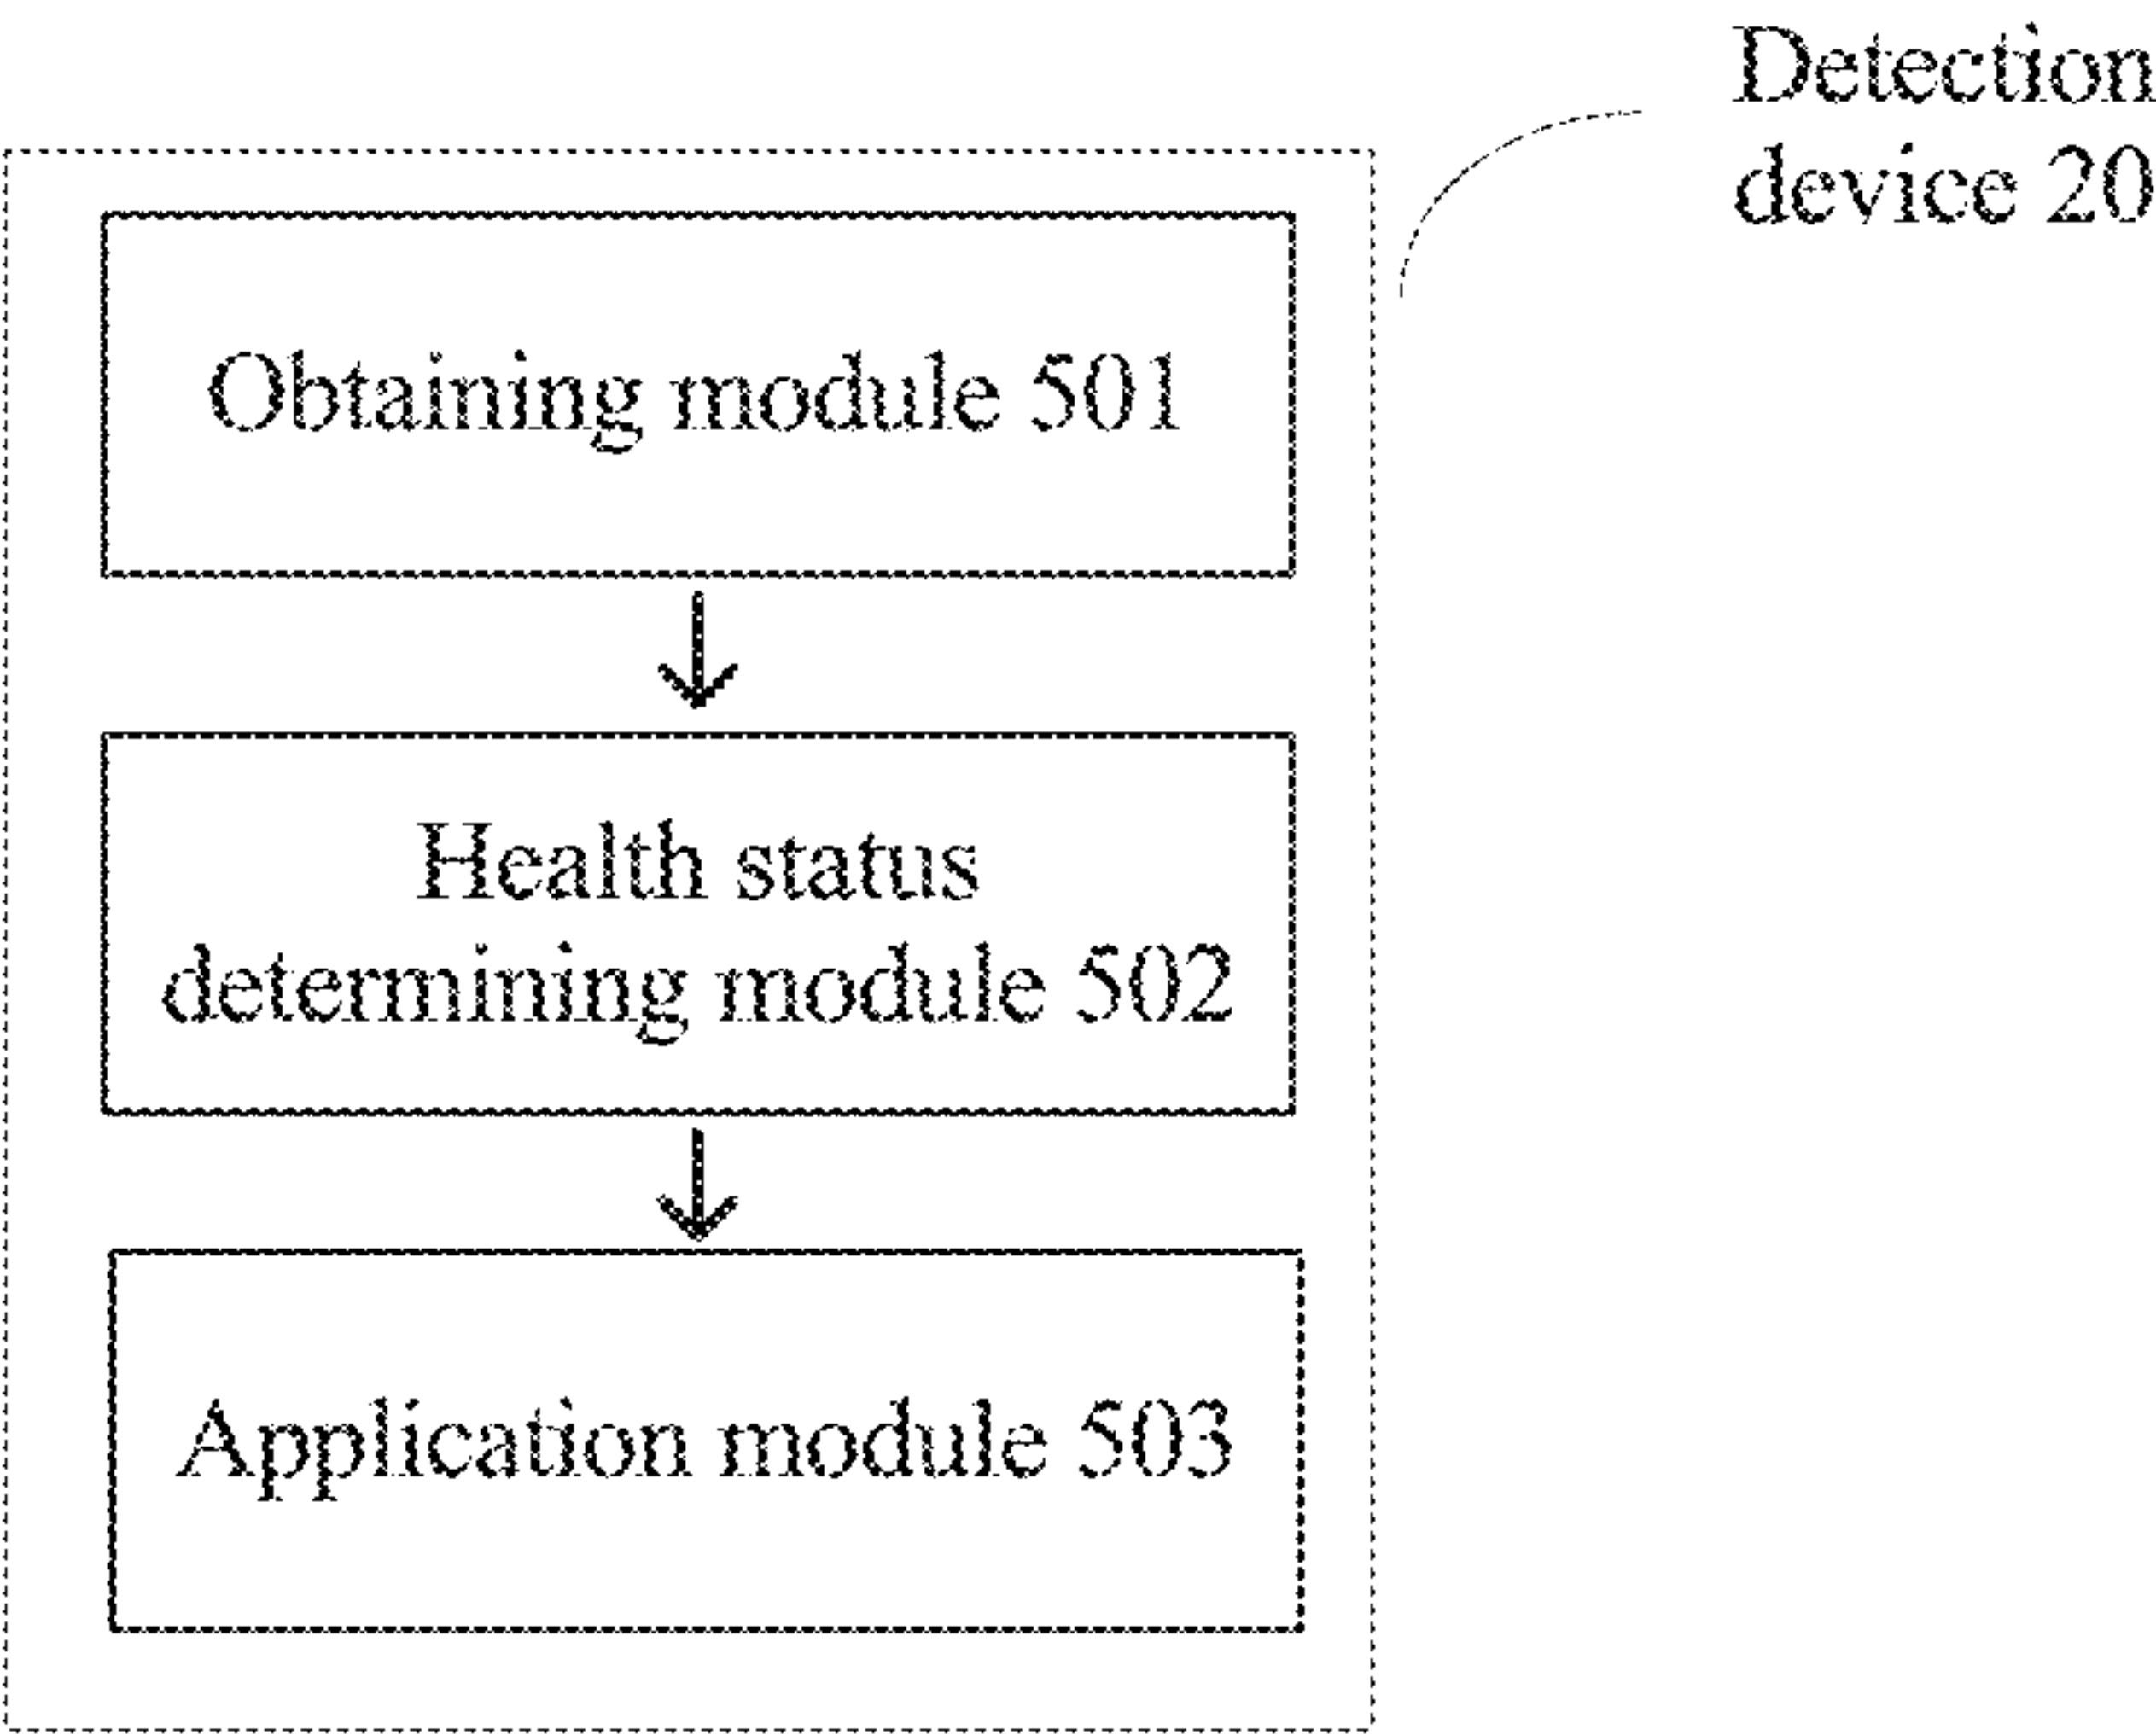 Detection
device 20
Obtaining module 501
Health status
determining module 502
Application module 503